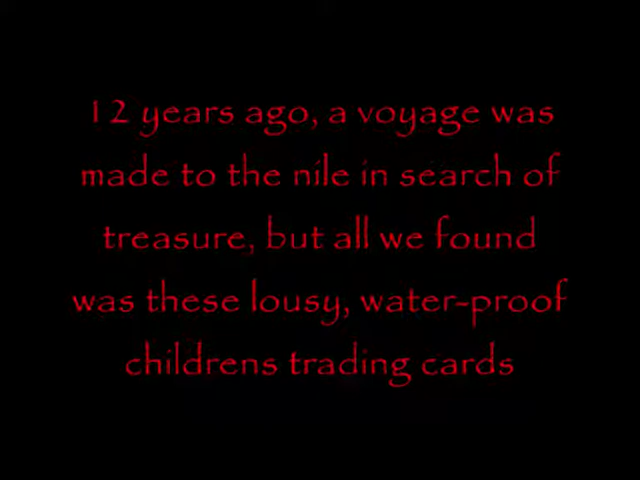 12 years ago, a voyage was
made to the nile in search of
treasure, but all we found
was these lousy, water-proof
childrens trading cards